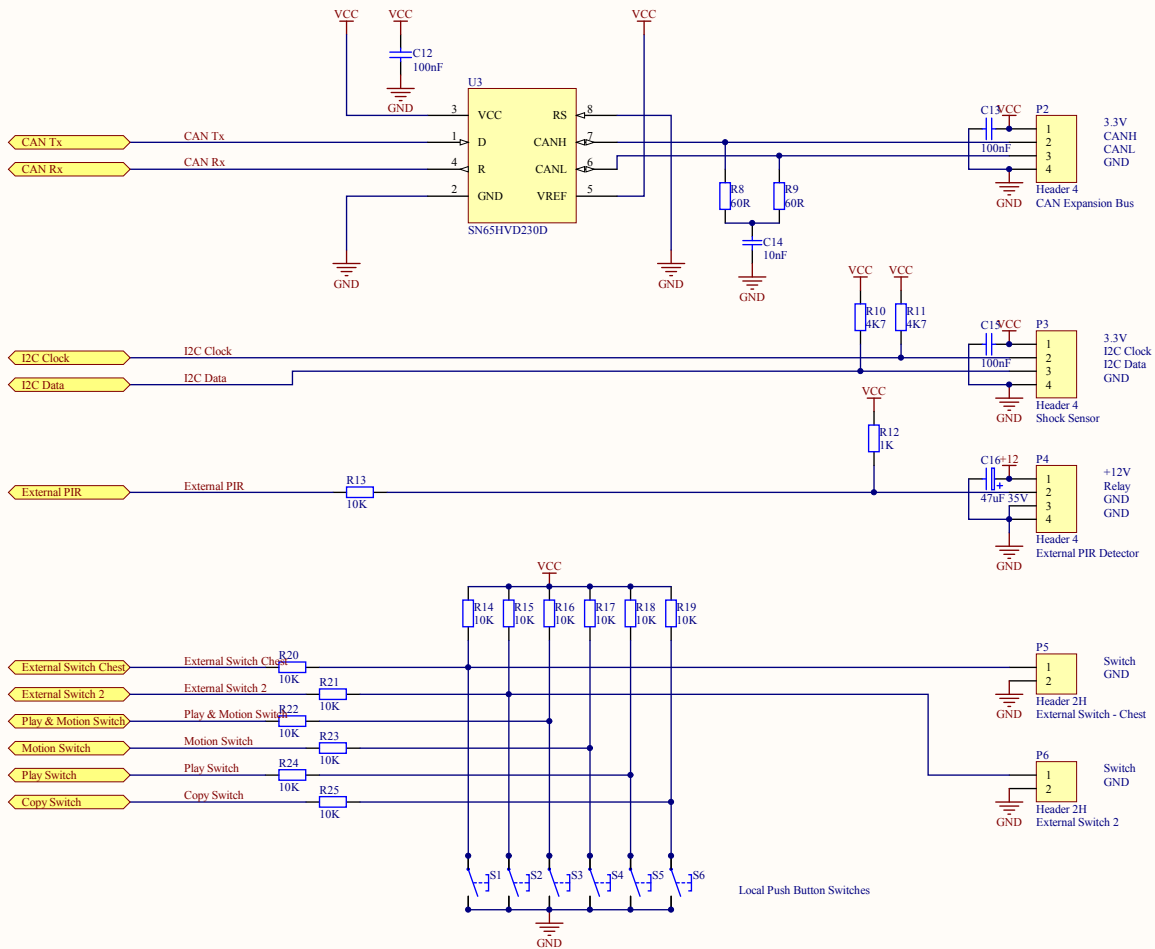 VCC
VCC
VCC
C12
100nF
GND
U3
3 VCC RS 8
1 D CANH 7
4 R CANL 6
2 GND VREF 5
SN65HVD230D
CAN Tx CAN Tx
CAN Rx CAN Rx
GND
GND
R8
60R
R9
60R
C14
10nF
GND
C13
100nF
VCC
P2
1
2
3
4
3.3V
CANH
CANL
GND
GND
Header 4
CAN Expansion Bus
VCC
VCC
R10
4K7
R11
4K7
I2C Clock I2C Clock
I2C Data I2C Data
C15
100nF
VCC
P3
1
2
3
4
3.3V
I2C Clock
I2C Data
GND
GND
Header 4
Shock Sensor
VCC
R12
1K
External PIR External PIR
R13
10K
C16
47uF 35V
+12
P4
1
2
3
4
+12V
Relay
GND
GND
GND
Header 4
External PIR Detector
VCC
R14
10K
R15
10K
R16
10K
R17
10K
R18
10K
R19
10K
External Switch Chest External Switch Chest
R20
10K
External Switch 2 External Switch 2
R21
10K
Play & Motion Switch Play & Motion Switch
R22
10K
Motion Switch Motion Switch
R23
10K
Play Switch Play Switch
R24
10K
Copy Switch Copy Switch
R25
10K
P5
1
2
Switch
GND
GND
Header 2H
External Switch - Chest
P6
1
2
Switch
GND
GND
Header 2H
External Switch 2
S1 S2 S3 S4 S5 S6
Local Push Button Switches
GND